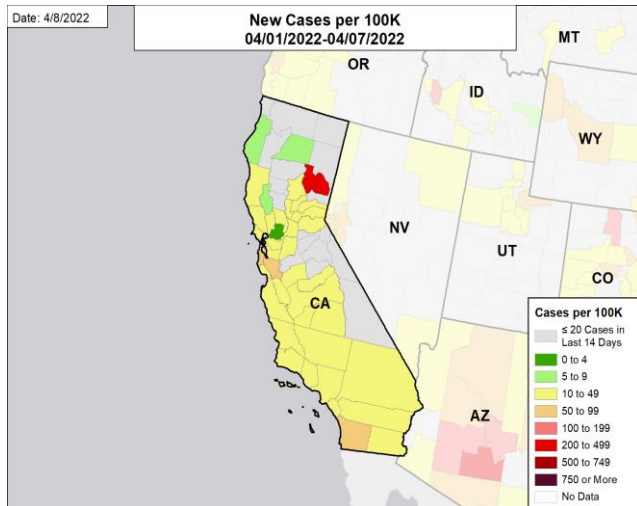 Date: 4/8/2022
New Cases per 100K
04/01/2022-04/07/2022
MT
OR
ID
WY
NV
UT
CO
CA
AZ
Cases per 100K
≤ 20 Cases in
Last 14 Days
0 to 4
5 to 9
10 to 49
50 to 99
100 to 199
200 to 499
500 to 749
750 or More
No Data